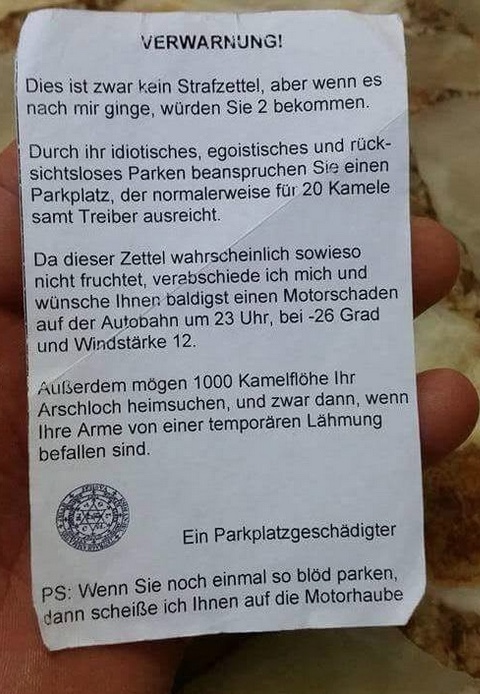 VERWARNUNG!
Dies ist zwar kein Strafzettel, aber wenn es
nach mir ginge, würden Sie 2 bekommen.
Durch ihr idiotisches, egoistisches und rück-
sichtsloses Parken beanspruchen Sie einen
Parkplatz, der normalerweise für 20 Kamele
samt Treiber ausreicht.
Da dieser Zettel wahrscheinlich sowieso
nicht fruchtet, verabschiede ich mich und
wünsche Ihnen baldigst einen Motorschaden
auf der Autobahn um 23 Uhr, bei -26 Grad
und Windstärke 12.
Außerdem mögen 1000 Kamelflöhe Ihr
Arschloch heimsuchen, und zwar dann, wenn
Ihre Arme von einer temporären Lähmung
befallen sind.
Ein Parkplatzgeschädigter
PS: Wenn Sie noch einmal so blöd parken,
dann scheiße ich Ihnen auf die Motorhaube